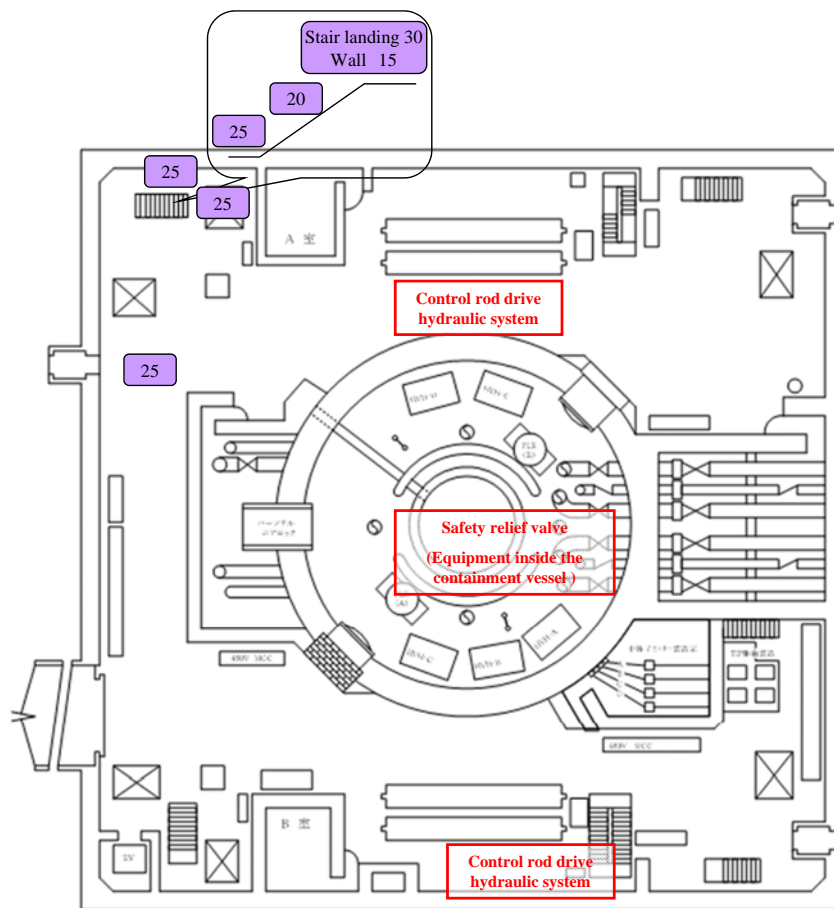 Stair landing 30
Wall 15
20
25
25
25
A 室
Control rod drive
hydraulic system
25
Safety relief valve
(Equipment inside the
containment vessel )
480V MCC
480V MCC
B 室
EV
Control rod drive
hydraulic system